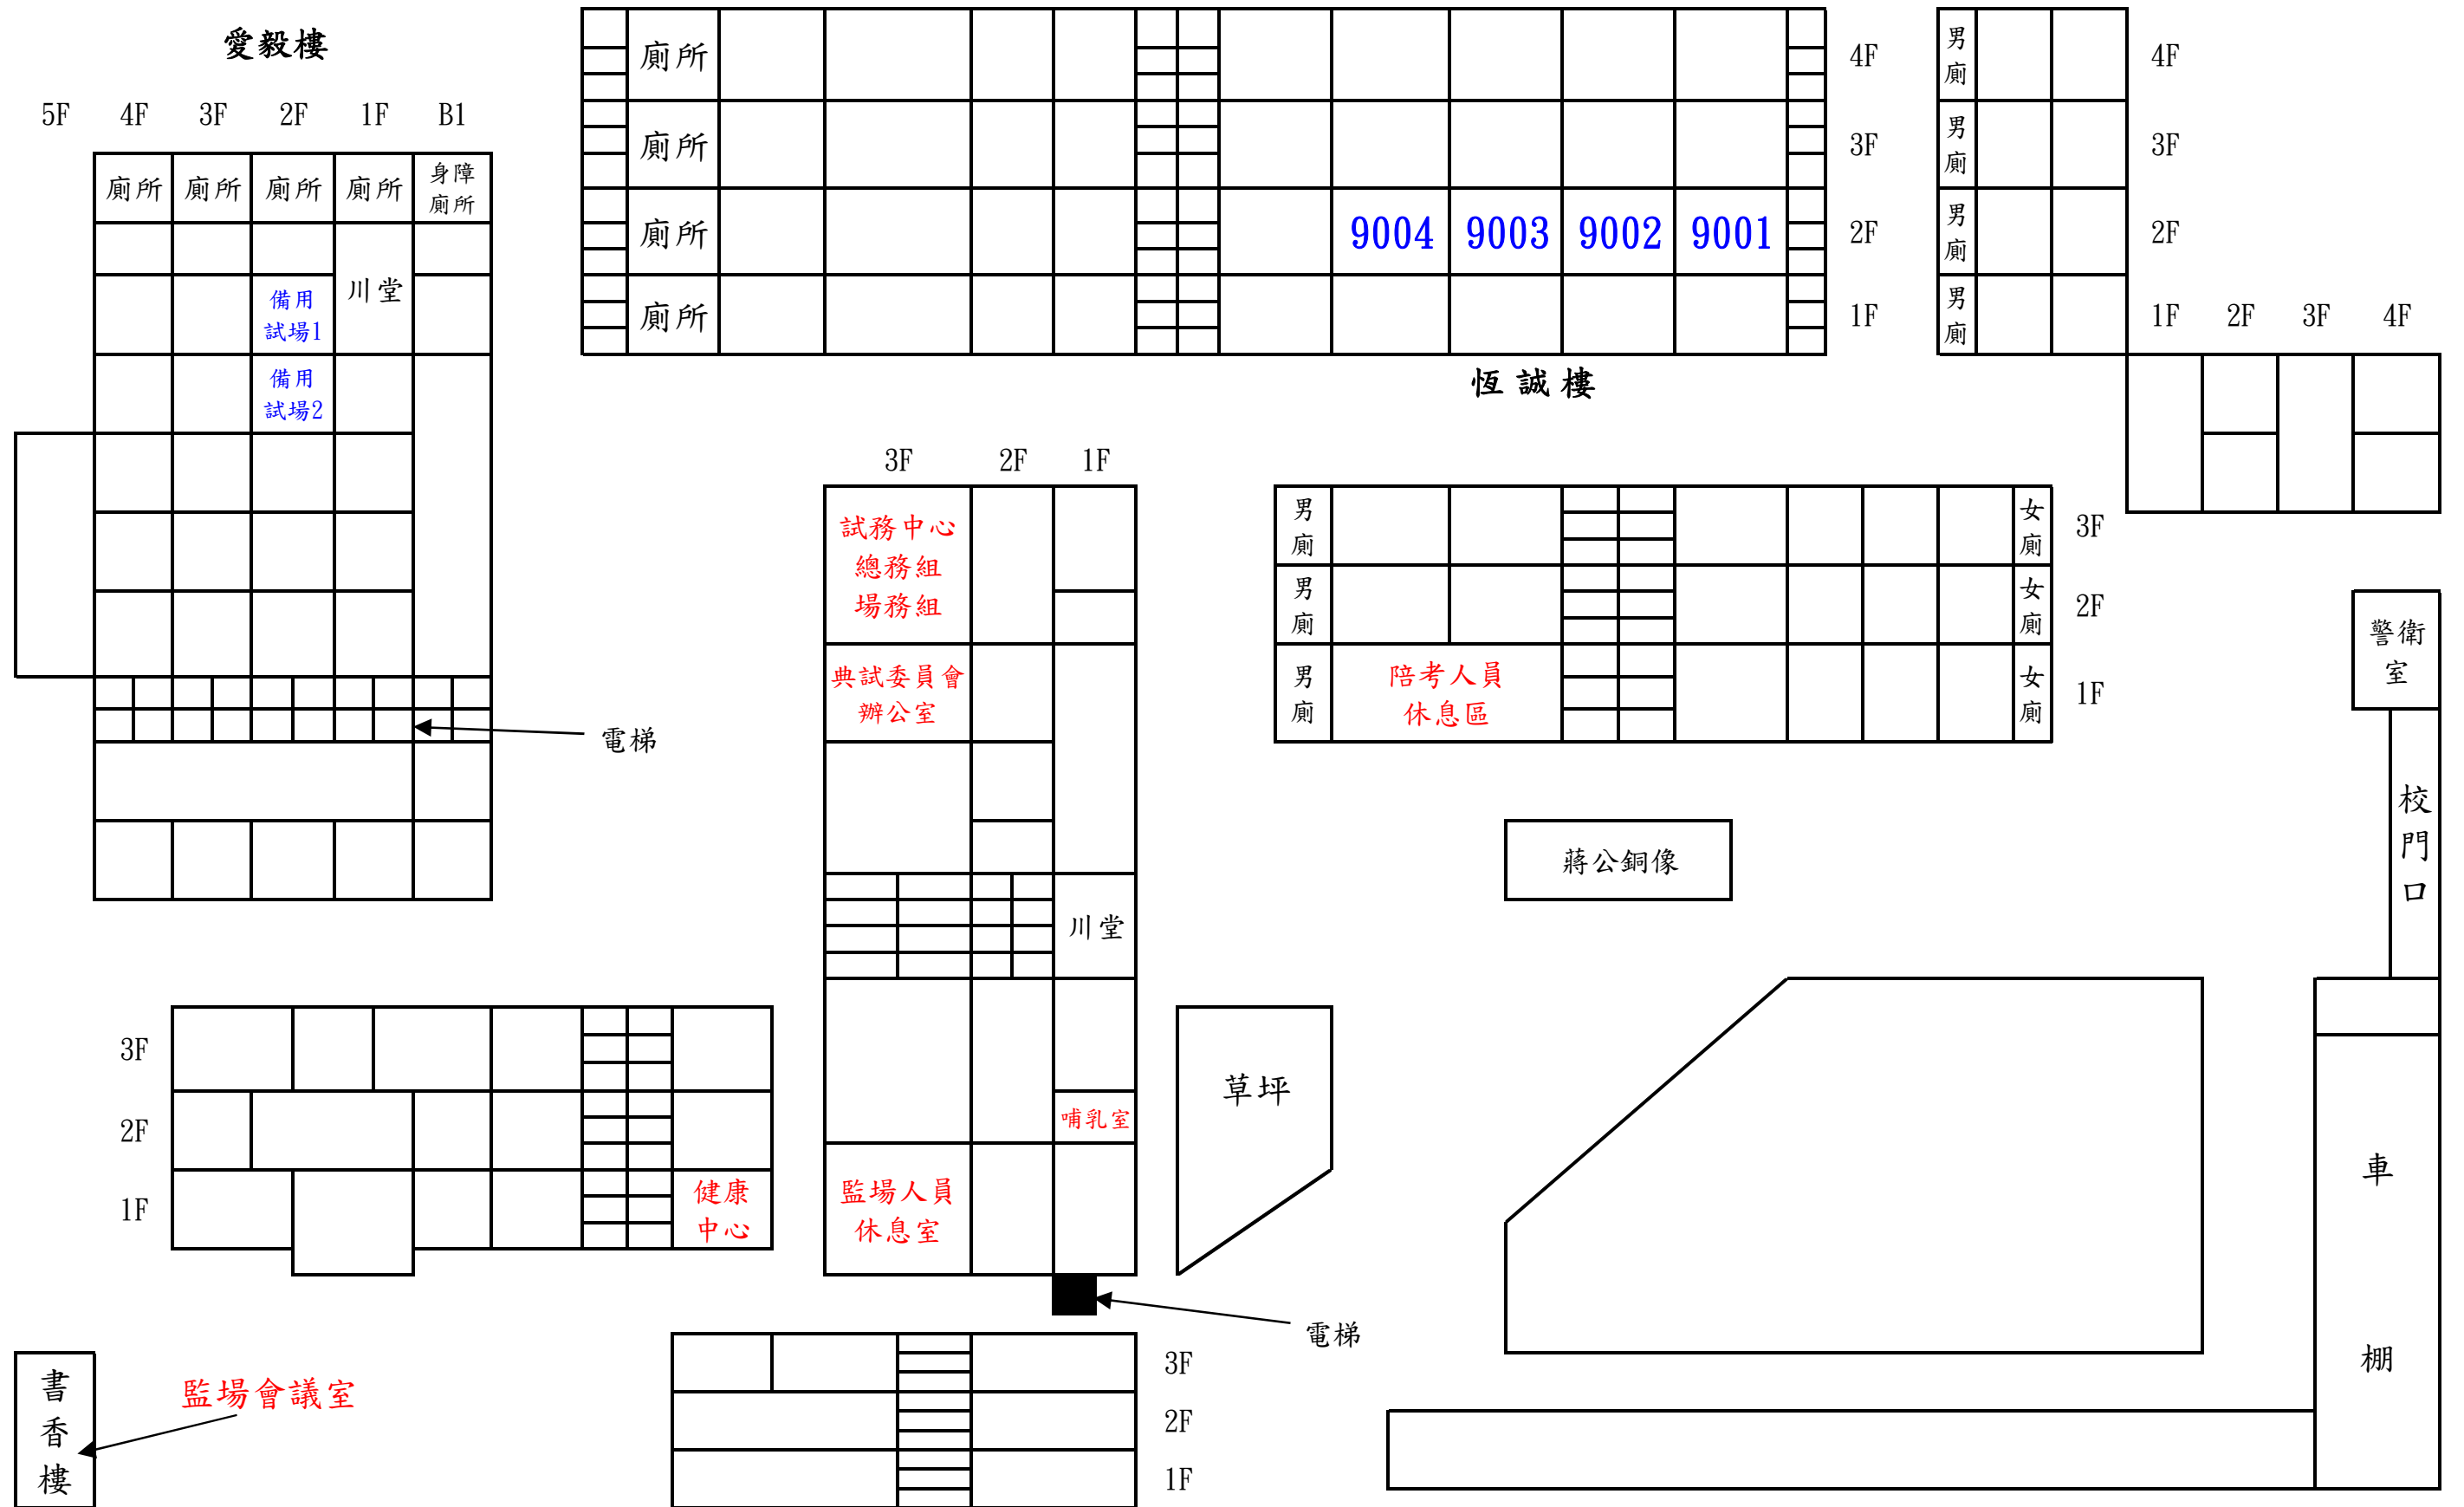 愛毅樓
5F 4F 3F 2F 1F B1
廁所 廁所 廁所 廁所 身障
廁所
川堂
備用
試場1
備用
試場2
電梯
廁所 4F
廁所 3F
廁所 9004 9003 9002 9001 2F
廁所 1F
恆誠樓
男
廁
4F
男
廁
3F
男
廁
2F
男
廁
1F 2F 3F 4F
3F 2F 1F
試務中心
總務組
場務組
典試委員會
辦公室
川堂
哺乳室
監場人員
休息室
電梯
男
廁
女
廁
3F
男
廁
女
廁
2F
男
廁
陪考人員
休息區
女
廁
1F
警衛
室
校
門
口
蔣公銅像
草坪
車
棚
3F
2F
1F
健康
中心
書
香
樓
監場會議室
3F
2F
1F